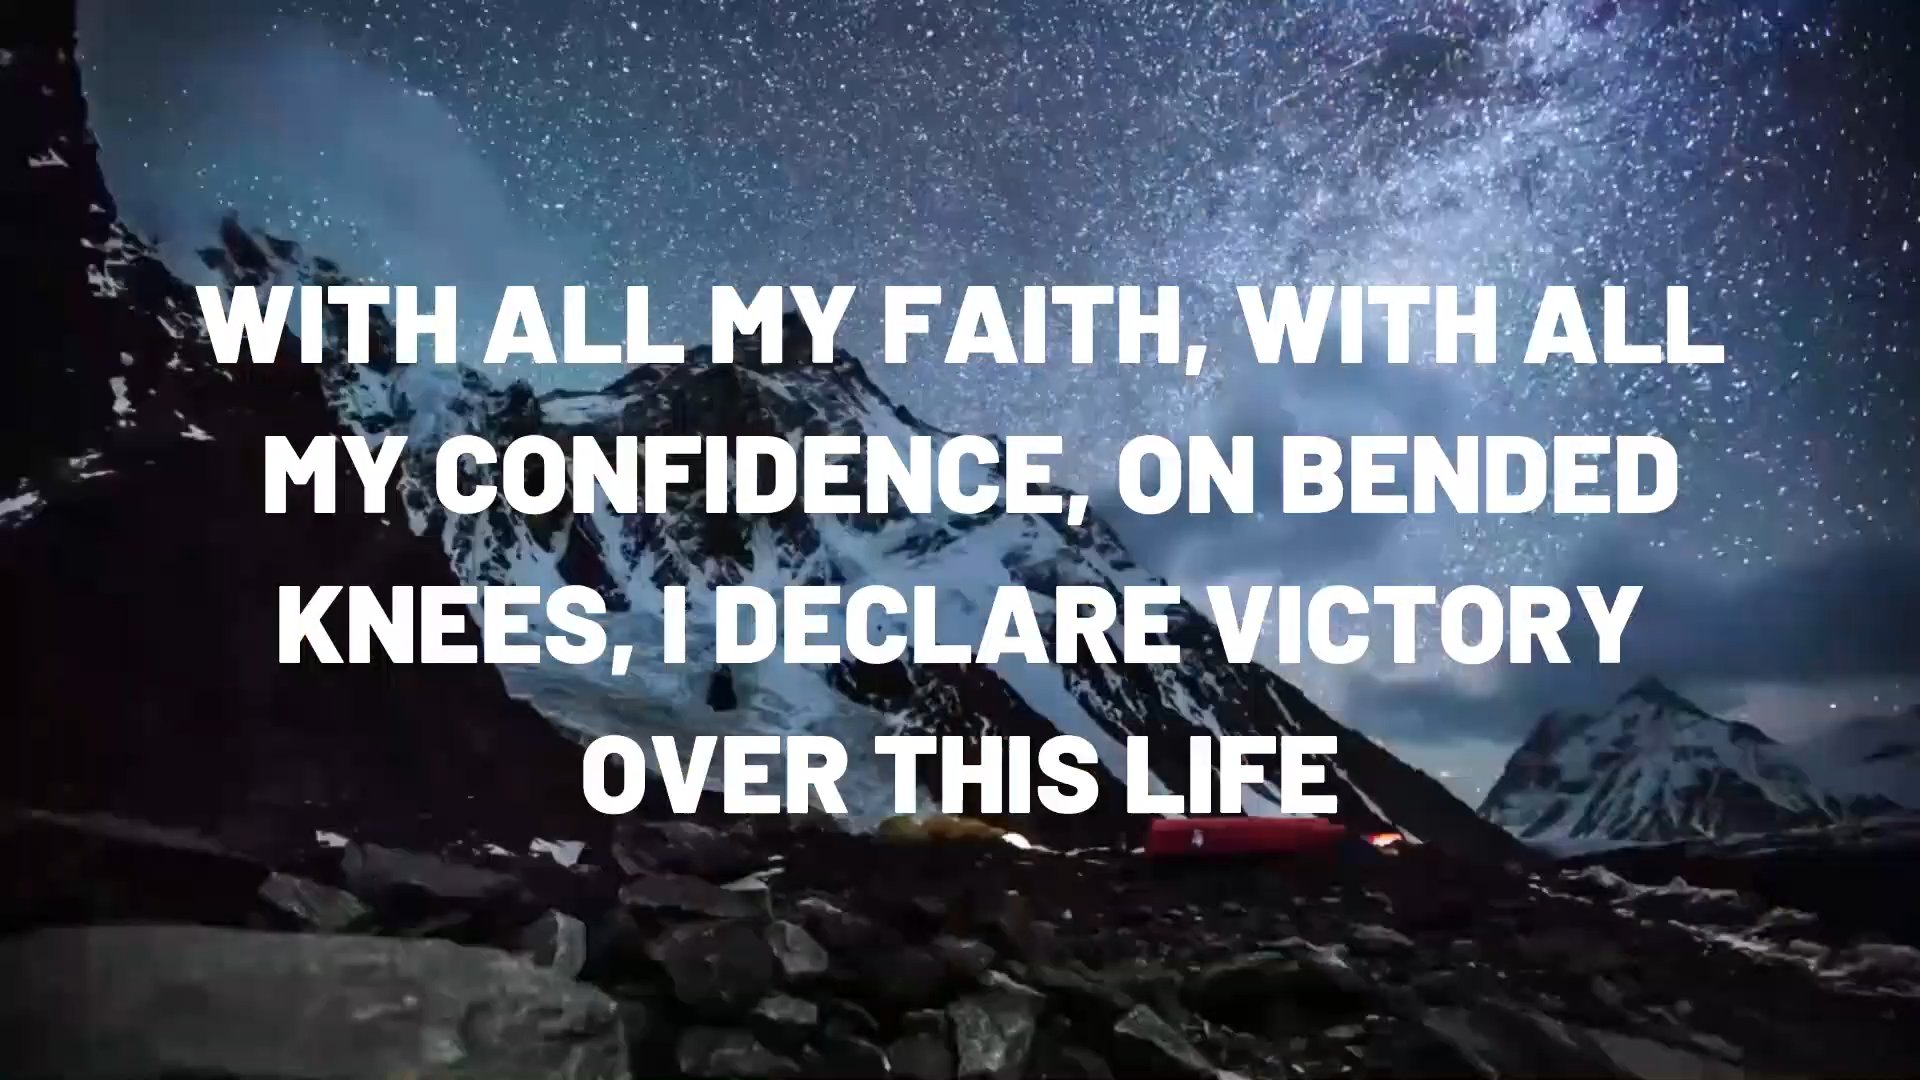 WITH ALL MY FAITH, WITH ALL
MY CONFIDENCE, ON BENDED
KNEES, I DECLARE VICTORY
OVER THIS LIFE